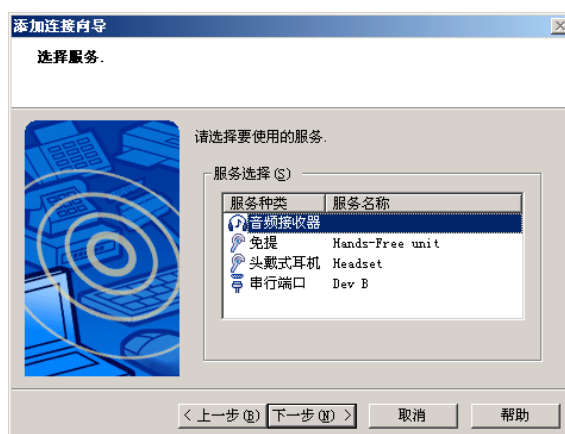 添加连接向导
选择服务.
请选择要使用的服务.
服务选择(S)
服务种类 服务名称
音频接收器
免提 Hands-Free unit
头戴式耳机 Headset
串行端口 Dev B
< 上一步(B) 下一步(N) > 取消 帮助